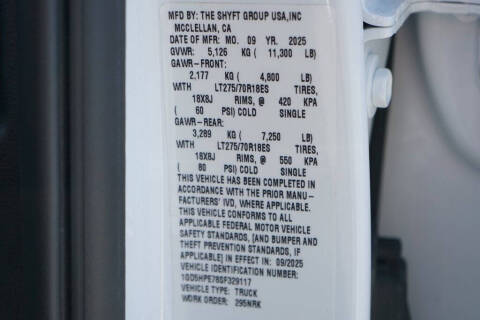 MFD BY: THE SHYFT GROUP USA,INC
MCCLELLAN, CA
DATE OF MFR: MO. 09 YR. 2025
GVWR: 5,126 KG ( 11,300 LB)
GAWR-FRONT:
2,177 KG ( 4,800 LB)
WITH LT275/70R18ES TIRES,
18X8J RIMS, @ 420 KPA
( 60 PSI) COLD SINGLE
GAWR-REAR:
3,289 KG ( 7,250 LB)
WITH LT275/70R18ES TIRES,
18X8J RIMS, @ 550 KPA
( 80 PSI) COLD SINGLE
THIS VEHICLE HAS BEEN COMPLETED IN
ACCORDANCE WITH THE PRIOR MANU-
FACTURERS' IVD, WHERE APPLICABLE.
THIS VEHICLE CONFORMS TO ALL
APPLICABLE FEDERAL MOTOR VEHICLE
SAFETY STANDARDS, [AND BUMPER AND
THEFT PREVENTION STANDARDS, IF
APPLICABLE] IN EFFECT IN: 09/2025
VEHICLE IDENTIFICATION NUMBER:
1GD5HPE78SF329117
VEHICLE TYPE: TRUCK
WORK ORDER: 295NRK